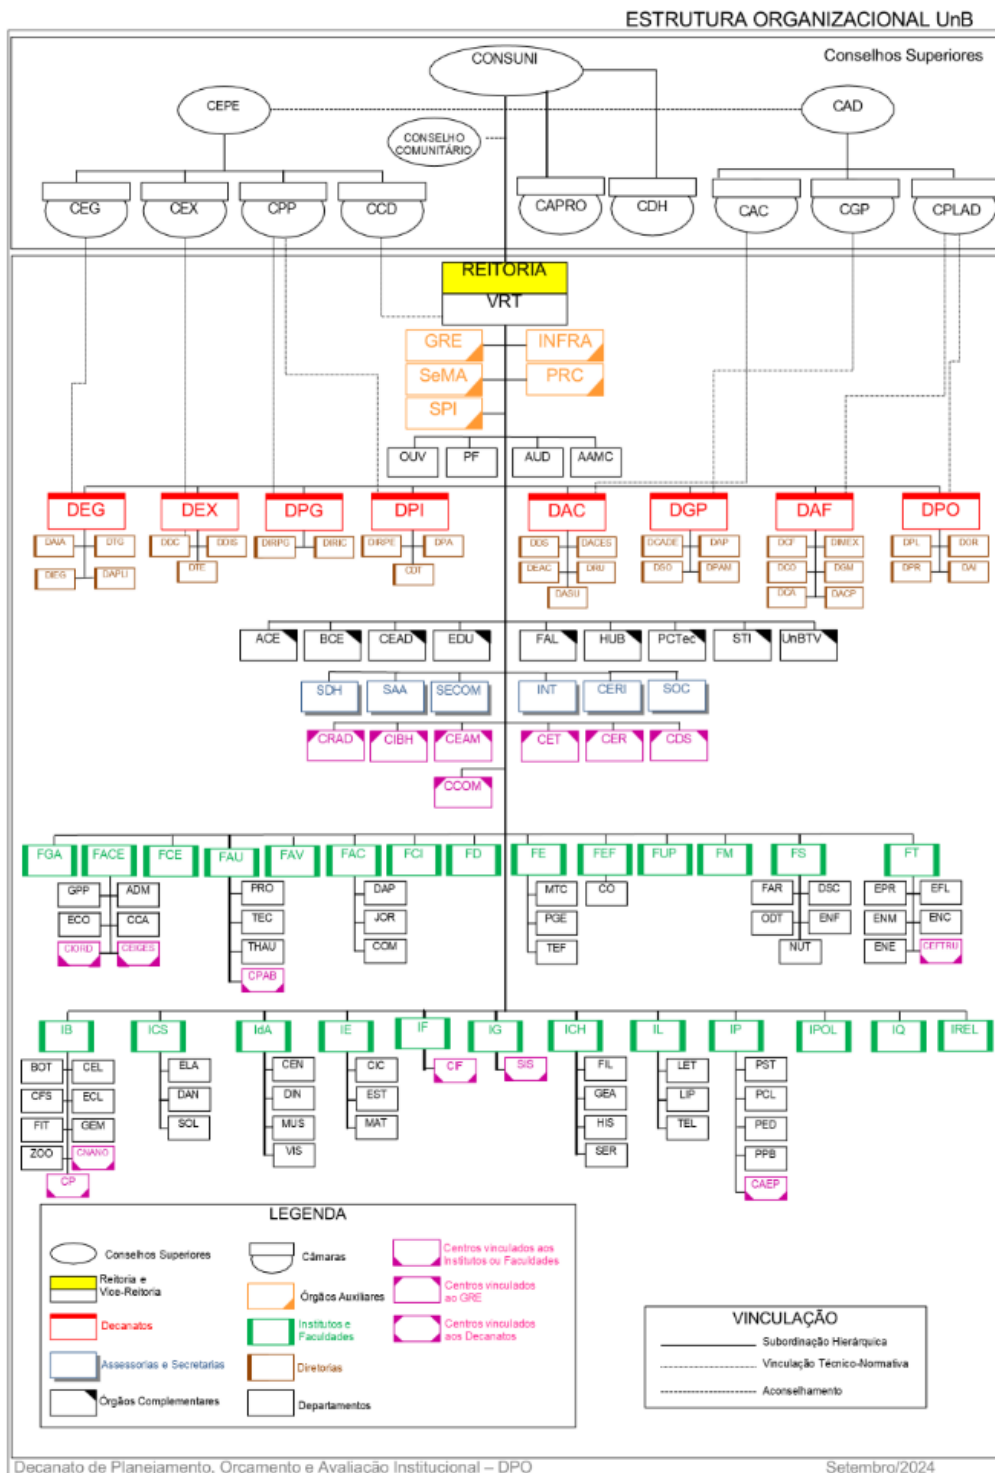 ESTRUTURA ORGANIZACIONAL UnB
Conselhos Superiores
CONSUNI
CEPE
CAD
CONSELHO
COMUNITÁRIO
CEG CEX CPP CCD CAPRO CDH CAC CGP CPLAD
REITORIA
VRT
GRE INFRA
SeMA PRC
SPI
OUV PF AUD AAMC
DEG DEX DPG DPI DAC DGP DAF DPO
DAIA DTG DDC DDIS DIRPG DIRIC DIRPE DPA DDS DACES DCADE DAP DCF DIMEX DPL DOR
DIEG DAPLI DTE CDT DEAC DRU DSO DPAM DCO DGM DPR DAI
DASU DCA DACP
ACE BCE CEAD EDU FAL HUB PCTec STI UnBTV
SDH SAA SECOM INT CERI SOC
CRAD CIBH CEAM CET CER CDS
CCOM
FGA FACE FCE FAU FAV FAC FCI FD FE FEF FUP FM FS FT
GPP ADM PRO DAP MTC CO FAR DSC EPR EFL
ECO CCA TEC JOR PGE ODT ENF ENM ENC
CIORD CEIGES THAU COM TEF NUT ENE CEFTRU
CPAB
IB ICS IdA IE IF IG ICH IL IP IPOL IQ IREL
BOT CEL ELA CEN CIC CIF SIS FIL LET PST
CFS ECL DAN DIN EST GEA LIP PCL
FIT GEM SOL MUS MAT HIS TEL PED
ZOO CNANO VIS SER PPB
CP CAEP
LEGENDA
Conselhos Superiores
Câmaras
Centros vinculados aos
Institutos ou Faculdades
Reitoria e
Vice-Reitoria
Órgãos Auxiliares
Centros vinculados
ao GRE
Decanatos
Institutos e
Faculdades
Centros vinculados
aos Decanatos
Assessorias e Secretarias
Diretorias
Órgãos Complementares
Departamentos
VINCULAÇÃO
Subordinação Hierárquica
Vinculação Técnico-Normativa
Aconselhamento
Decanato de Planejamento, Orçamento e Avaliação Institucional – DPO
Setembro/2024